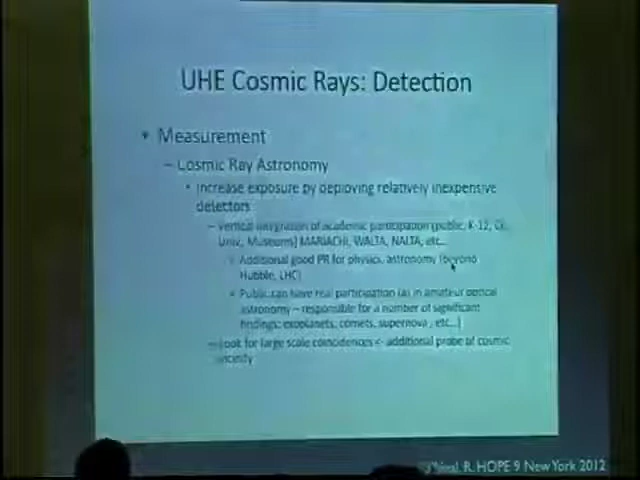 UHE Cosmic Rays: Detection
• Measurement
– Cosmic Ray Astronomy
• Increase exposure by deploying relatively inexpensive
detectors
– Vertical integration of academic participation (public, K-12,
Univ., Museums) MARIACHI, WALTA, NALTA, etc..
• Additional good PR for physics, astronomy (beyond
Hubble, LHC)
• Public can have real participation (a) in amateur optical
astronomy – responsible for a number of significant
findings: exoplanets, comets, supernova , etc…)
– Look for large scale coincidences <- additional probe of cosmic
R. HOPE 9 New York 2012